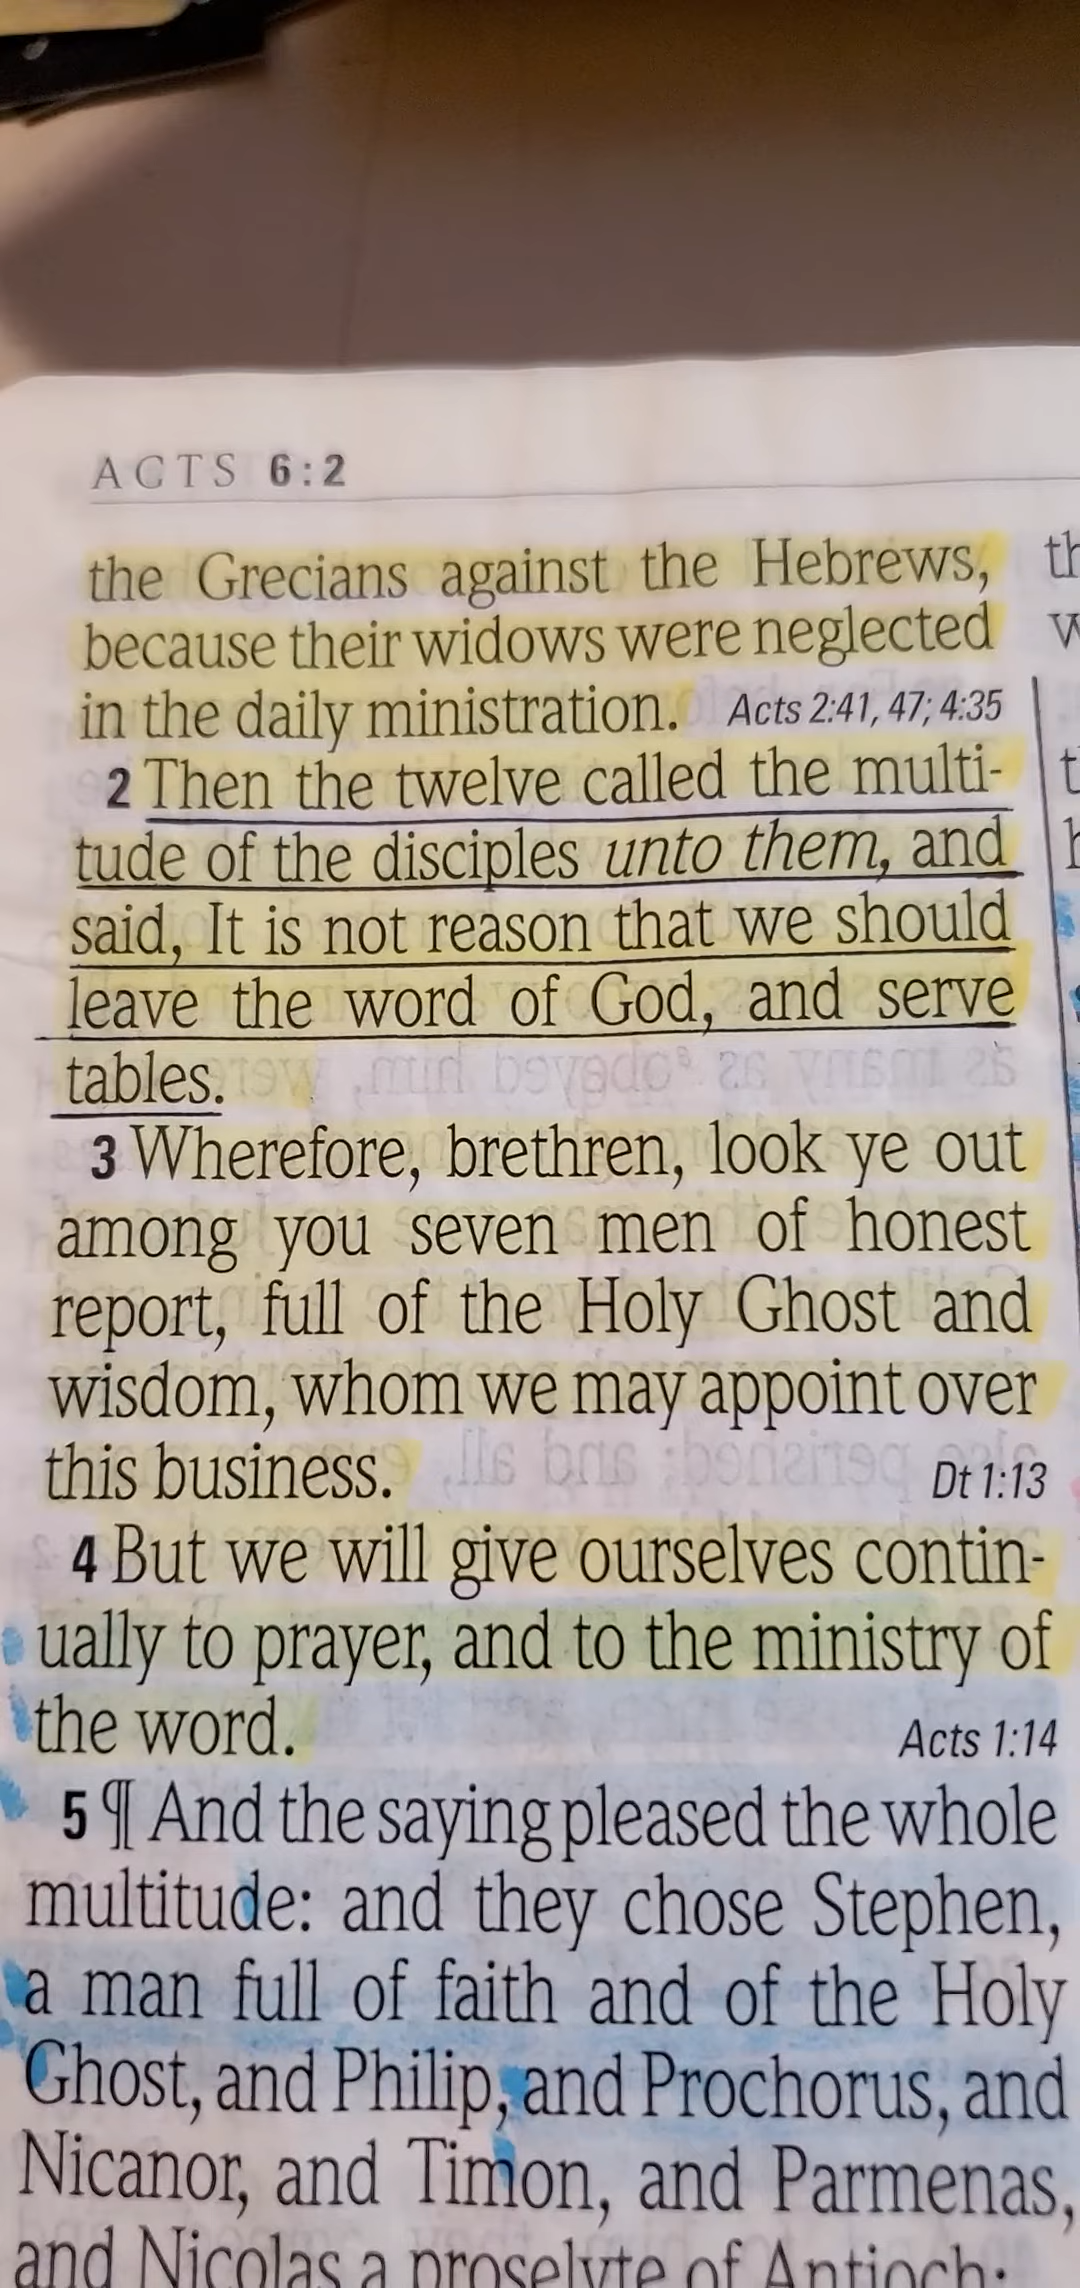 ACTS 6:2
the Grecians against the Hebrews,
because their widows were neglected
in the daily ministration. Acts 2:41, 47; 4:35
2 Then the twelve called the multi-
tude of the disciples unto them, and
said, It is not reason that we should
leave the word of God, and serve
tables.
3 Wherefore, brethren, look ye out
among you seven men of honest
report, full of the Holy Ghost and
wisdom, whom we may appoint over
this business. Dt 1:13
4 But we will give ourselves contin-
ually to prayer, and to the ministry of
the word. Acts 1:14
5 ¶ And the saying pleased the whole
multitude: and they chose Stephen,
a man full of faith and of the Holy
Ghost, and Philip, and Prochorus, and
Nicanor, and Timon, and Parmenas,
and Nicolas a proselyte of Antioch: